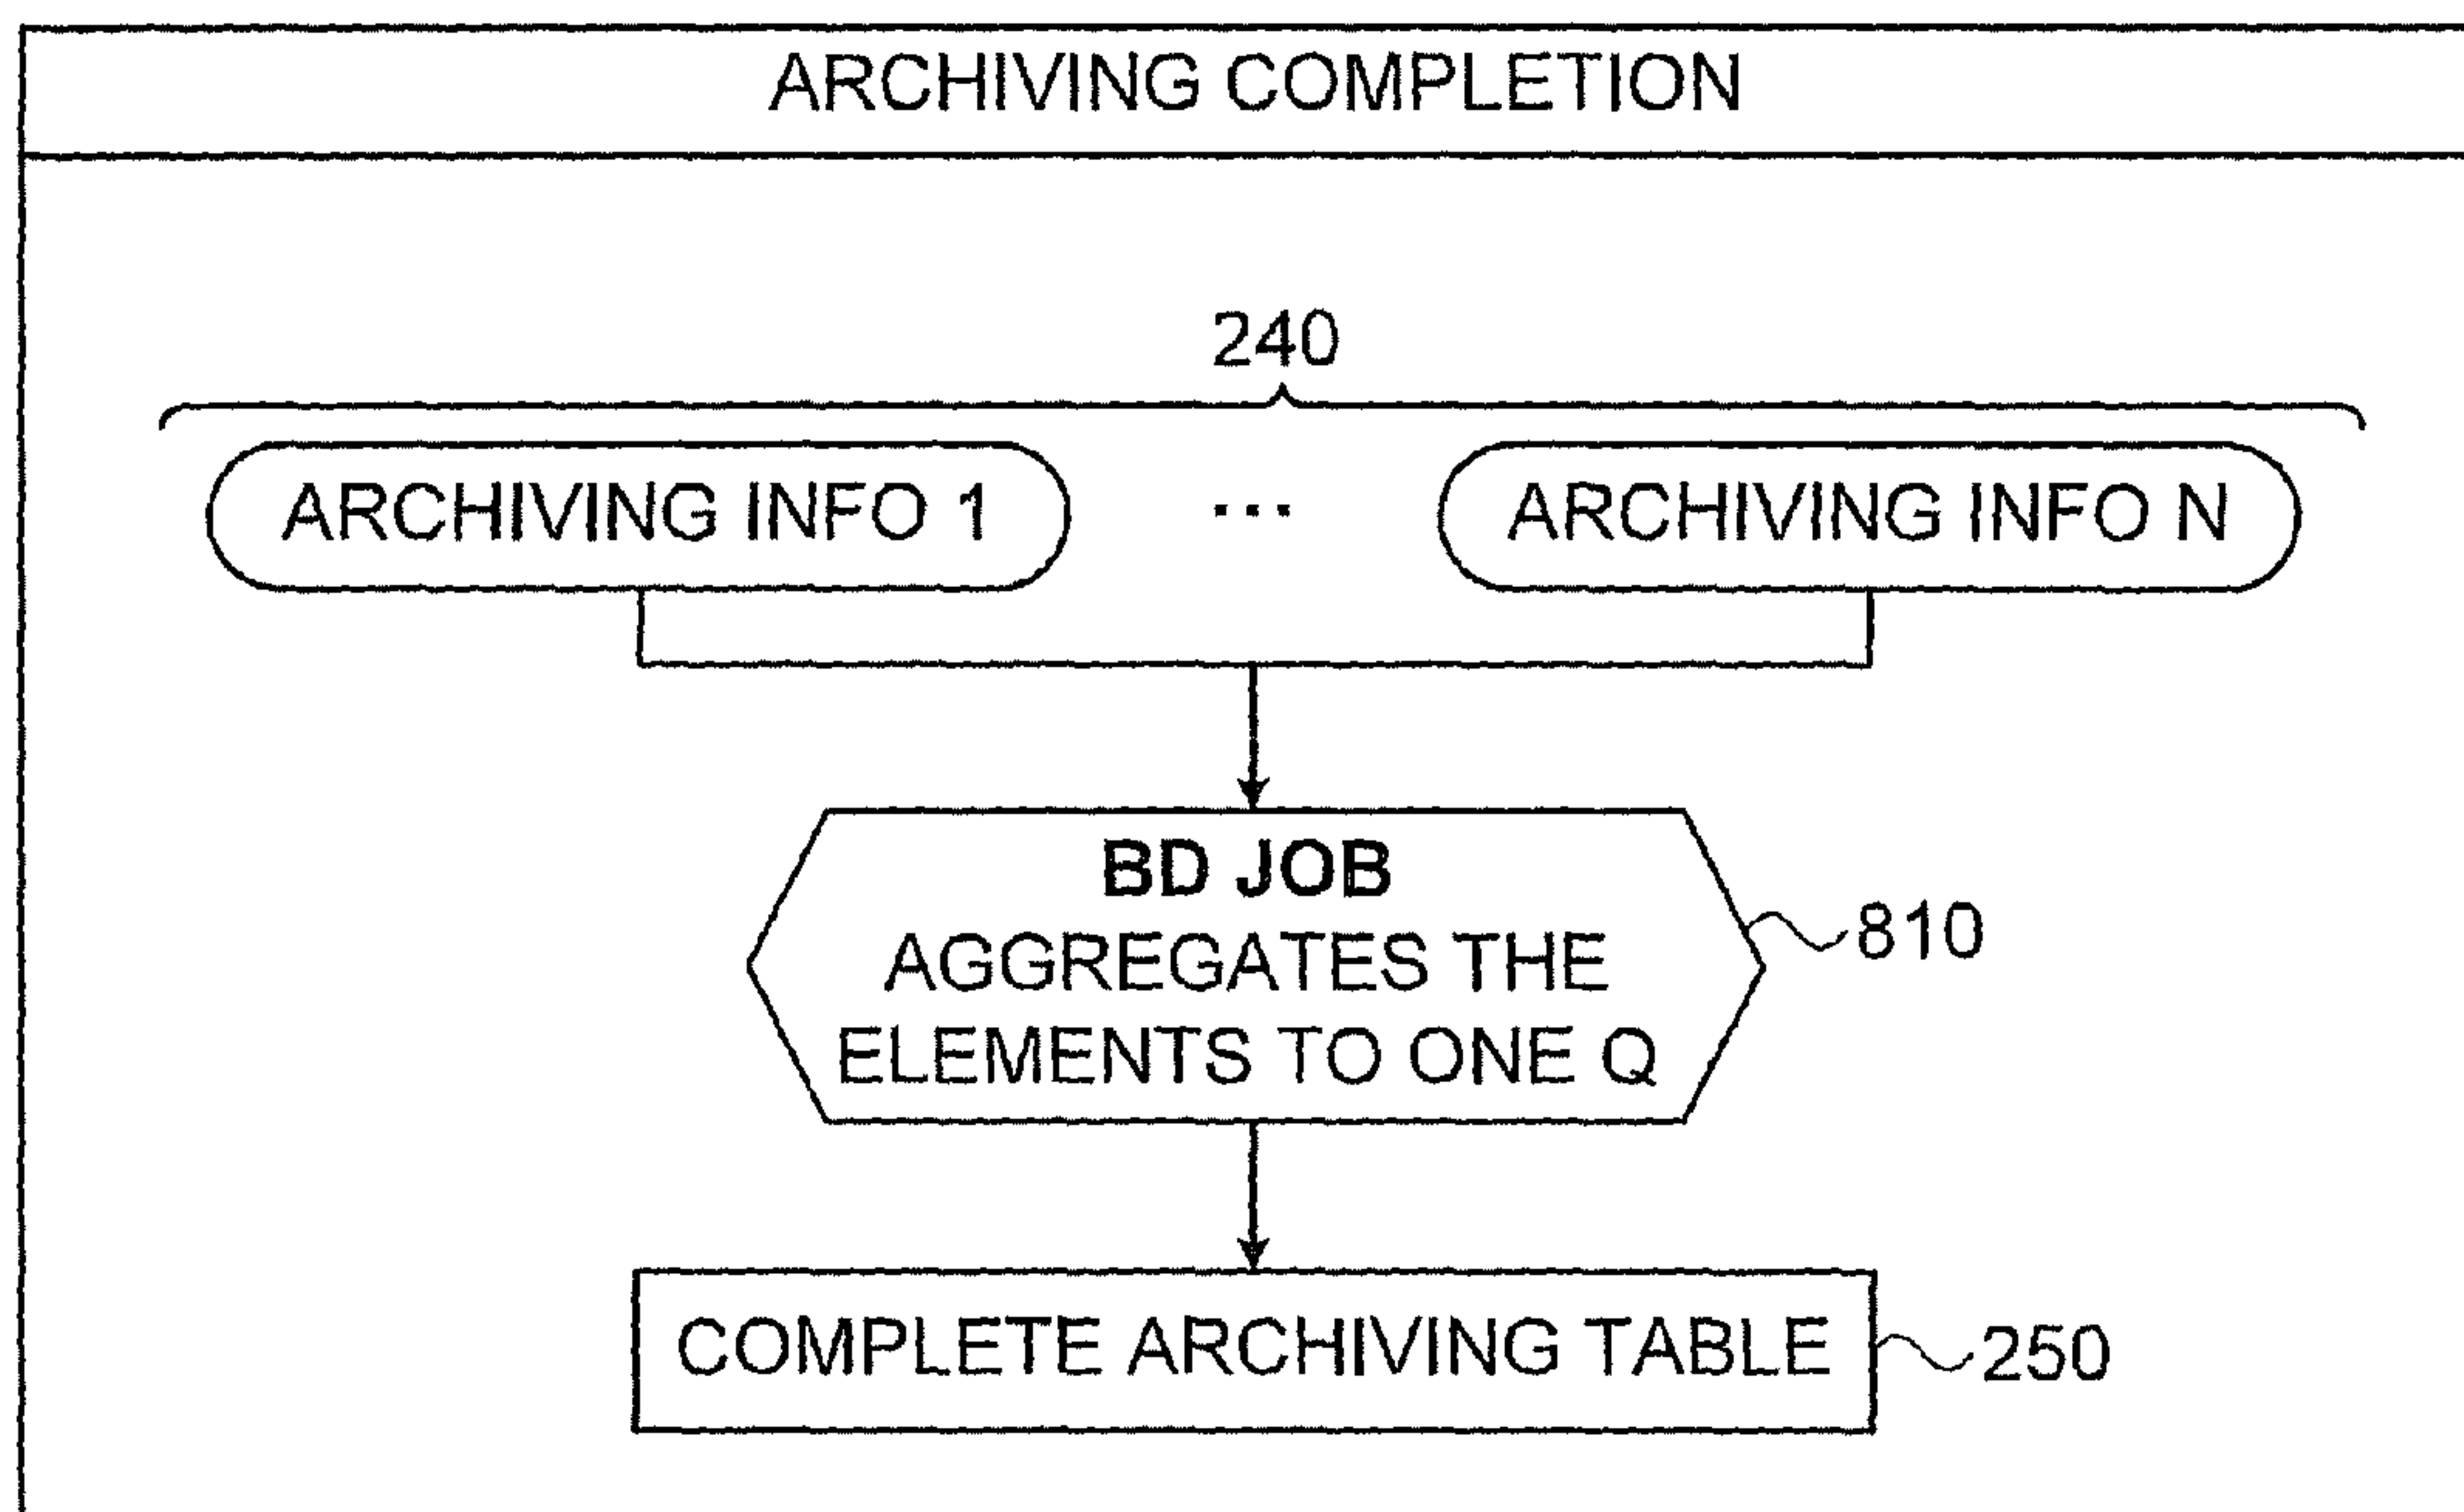 ARCHIVING COMPLETION
240
ARCHIVING INFO 1 ... ARCHIVING INFO N
BD JOB
AGGREGATES THE
ELEMENTS TO ONE Q
810
COMPLETE ARCHIVING TABLE
250